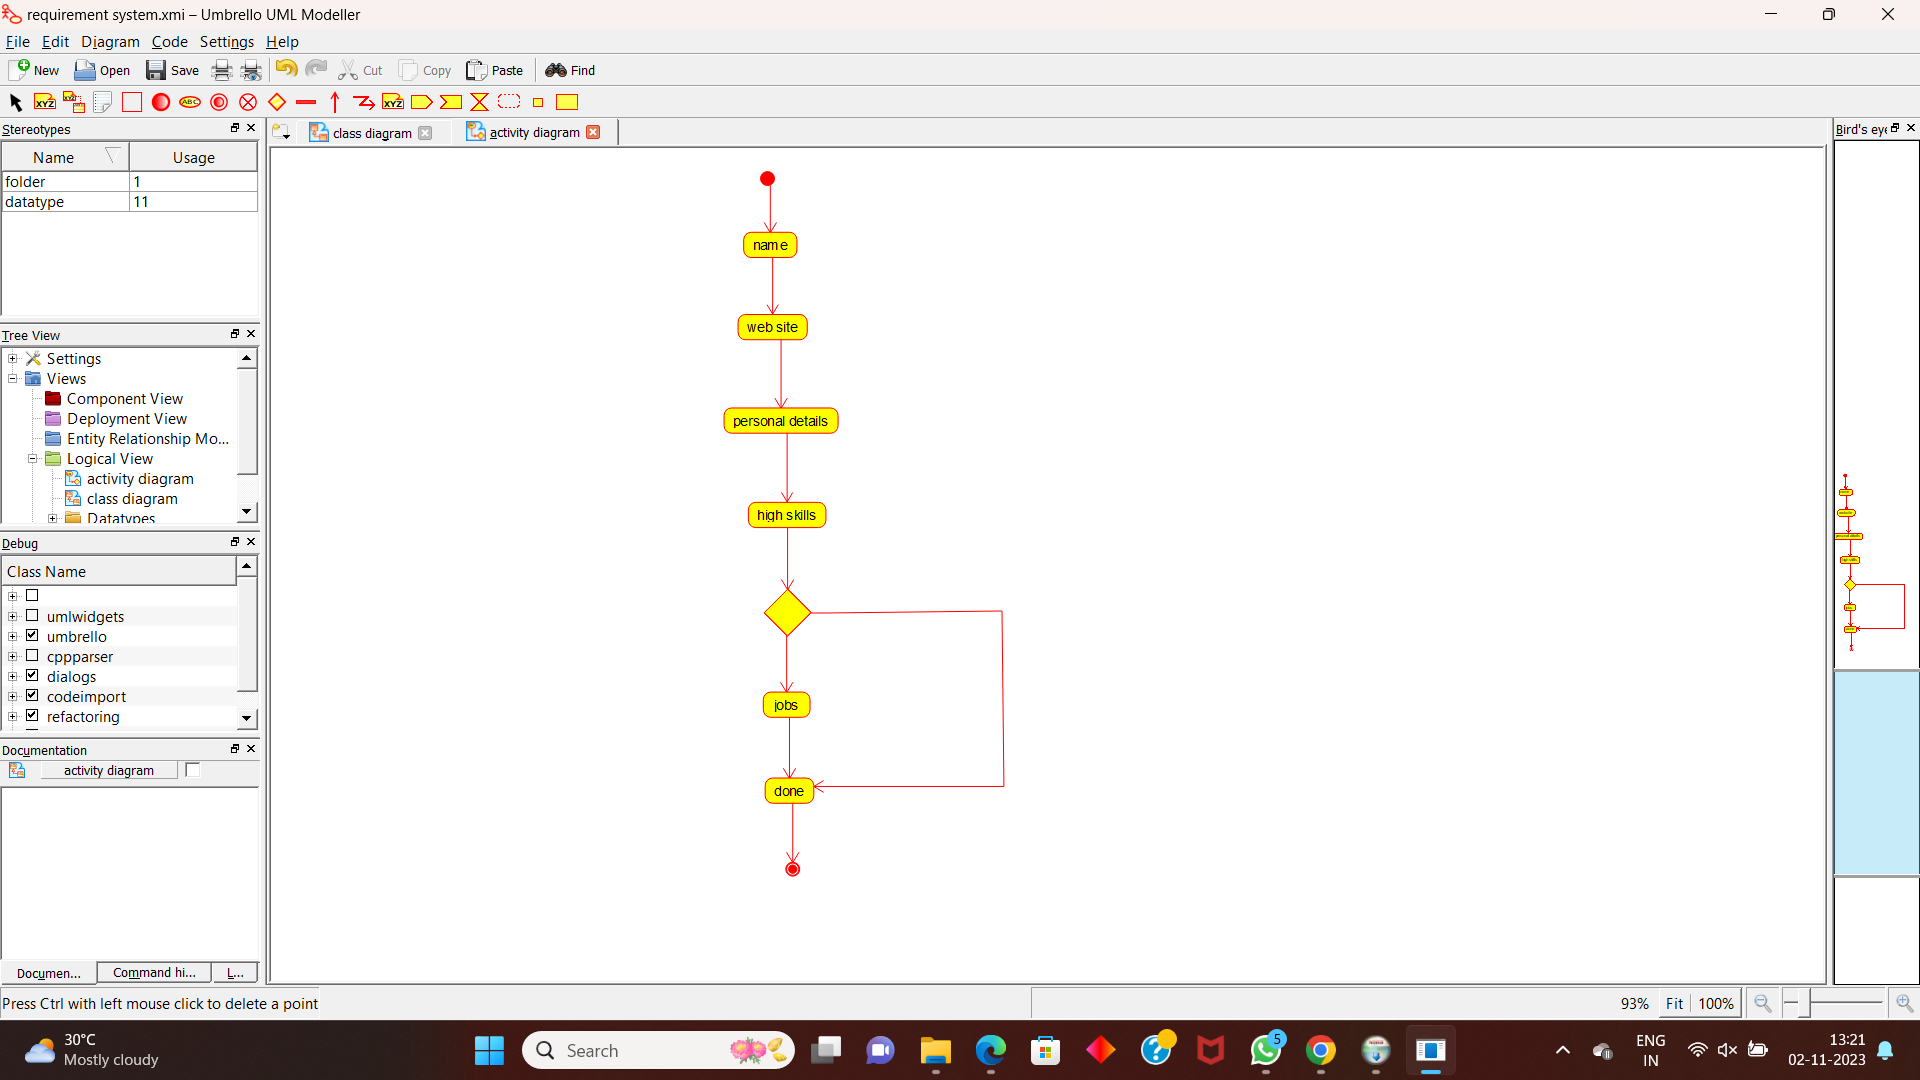 requirement system.xmi – Umbrello UML Modeller
File Edit Diagram Code Settings Help
New Open Save Cut Copy Paste Find
XYZ XYZ ABC XYZ
Stereotypes
Name Usage
folder 1
datatype 11
Tree View
Settings
Views
Component View
Deployment View
Entity Relationship Mo...
Logical View
activity diagram
class diagram
Datatypes
Debug
Class Name
umlwidgets
umbrello
cppparser
dialogs
codeimport
refactoring
Documentation
activity diagram
Documen... Command hi... L...
class diagram activity diagram
name
web site
personal details
high skills
jobs
done
Bird's eye
Press Ctrl with left mouse click to delete a point
93% Fit 100%
30°C
Mostly cloudy
Search
5
ENG
IN
13:21
02-11-2023